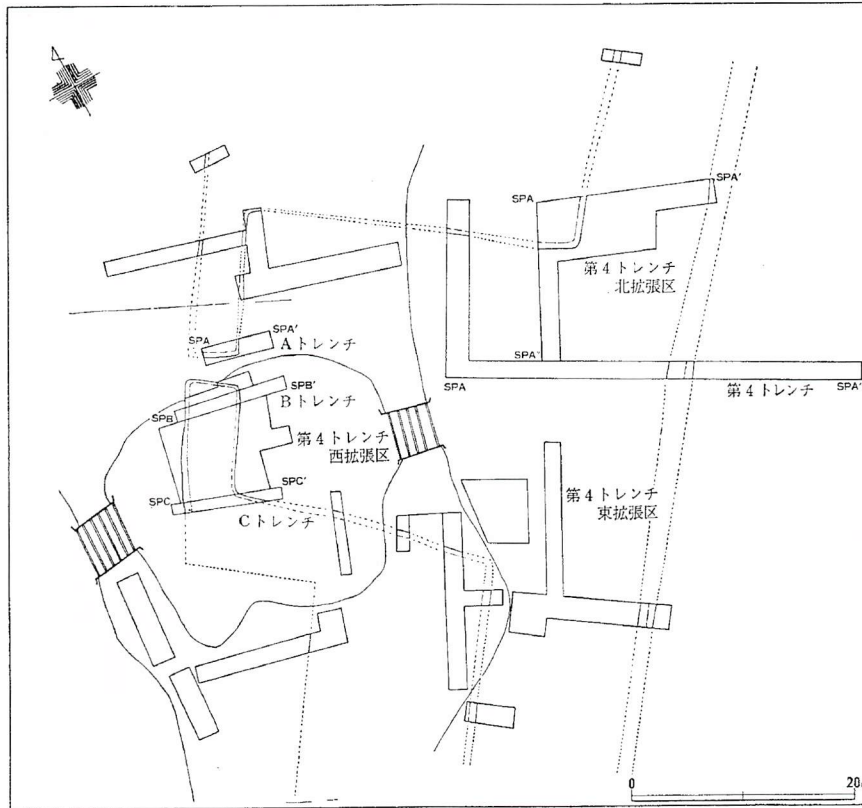 SPA
SPA′
第4トレンチ
北拡張区
SPA
SPA′
Aトレンチ
SPA″
SPA
SPA′
第4トレンチ
SPB
SPB′
Bトレンチ
第4トレンチ
西拡張区
SPC
SPC′
Cトレンチ
第4トレンチ
東拡張区
0
20